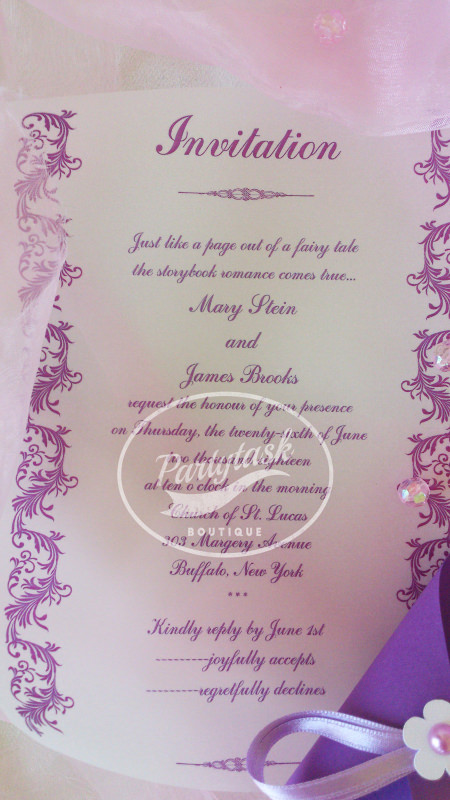 Invitation
Just like a page out of a fairy tale
the storybook romance comes true...
Mary Stein
and
James Brooks
request the honour of your presence
on Thursday, the twenty-sixth of June
two thousand eighteen
at ten o'clock in the morning
Church of St. Lucas
303 Margery Avenue
Buffalo, New York
***
Kindly reply by June 1st
---------joyfully accepts
---------regretfully declines
Partytask
BOUTIQUE